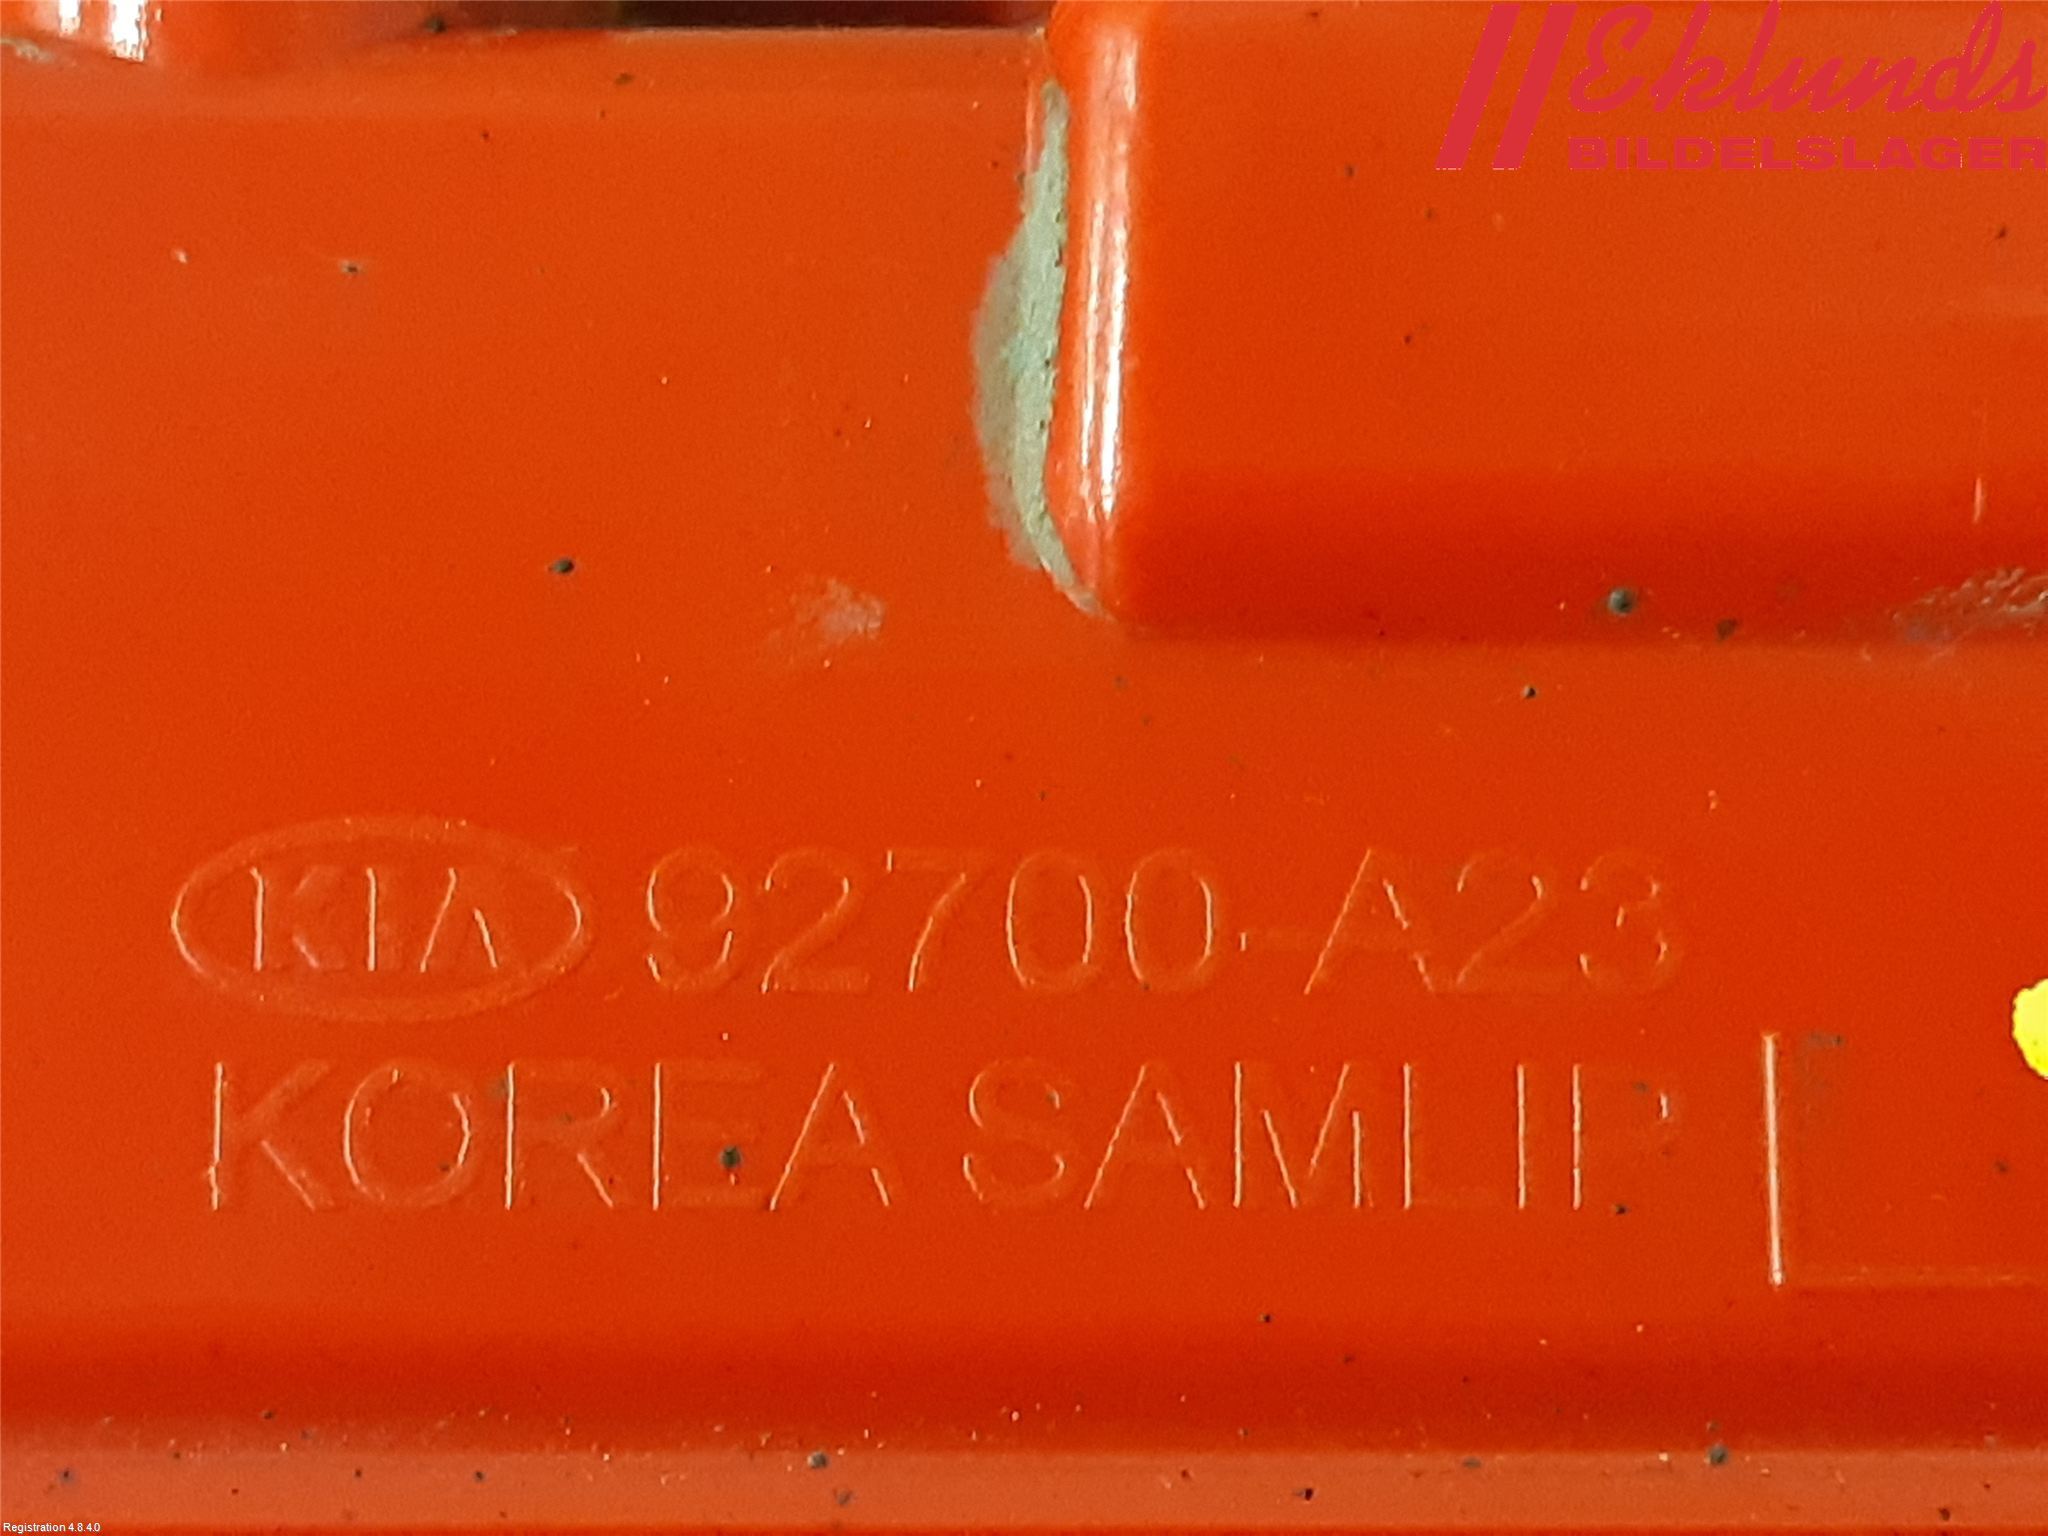 Eklunds
BILDELSLAGER
KIA 92700-A23
KOREA SAMLIP
Registration 4.8.4.0